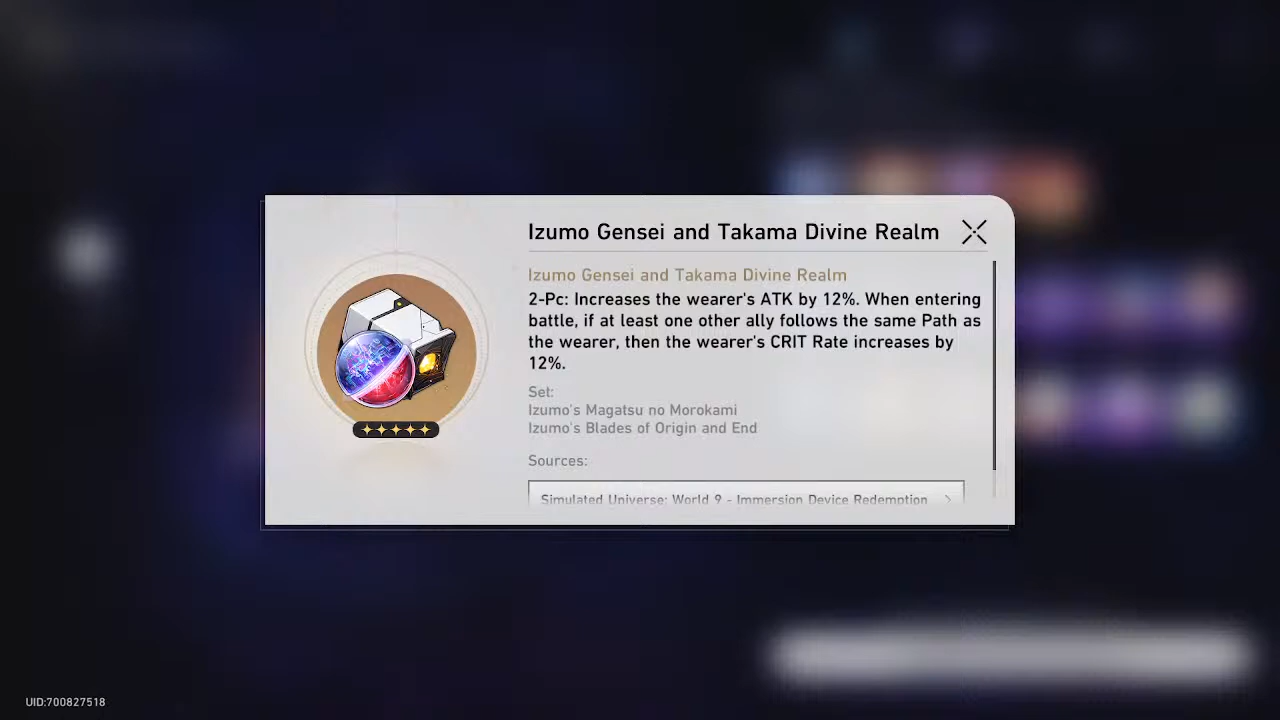 Izumo Gensei and Takama Divine Realm
Izumo Gensei and Takama Divine Realm
2-Pc: Increases the wearer's ATK by 12%. When entering
battle, if at least one other ally follows the same Path as
the wearer, then the wearer's CRIT Rate increases by
12%.
Set:
Izumo's Magatsu no Morokami
Izumo's Blades of Origin and End
Sources:
Simulated Universe: World 9 - Immersion Device Redemption
UID:700827518